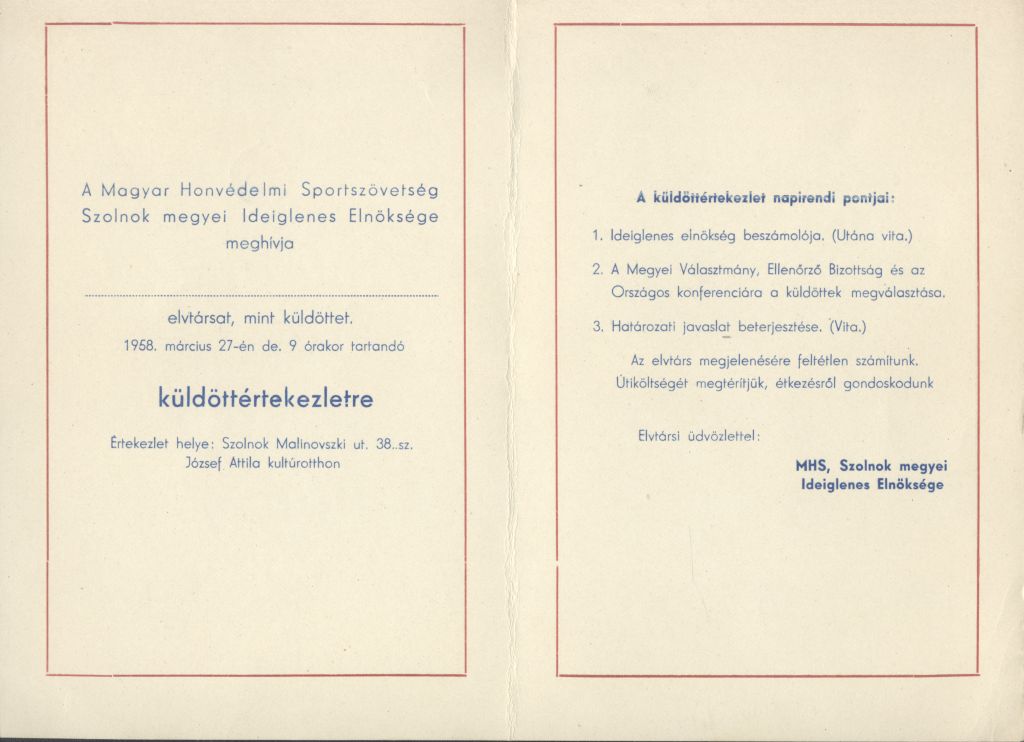 A Magyar Honvédelmi Sportszövetség
Szolnok megyei Ideiglenes Elnöksége
meghívja
elvtársat, mint küldöttet.
1958. március 27-én de. 9 órakor tartandó
küldöttértekezletre
Értekezlet helye: Szolnok Malinovszki ut. 38..sz.
József Attila kultúrotthon
A küldöttértekezlet napirendi pontjai:
1. Ideiglenes elnökség beszámolója. (Utána vita.)
2. A Megyei Választmány, Ellenőrző Bizottság és az
Országos konferenciára a küldöttek megválasztása.
3. Határozati javaslat beterjesztése. (Vita.)
Az elvtárs megjelenésére feltétlen számítunk.
Útiköltségét megtérítjük, étkezésről gondoskodunk
Elvtársi üdvözlettel:
MHS, Szolnok megyei
Ideiglenes Elnöksége